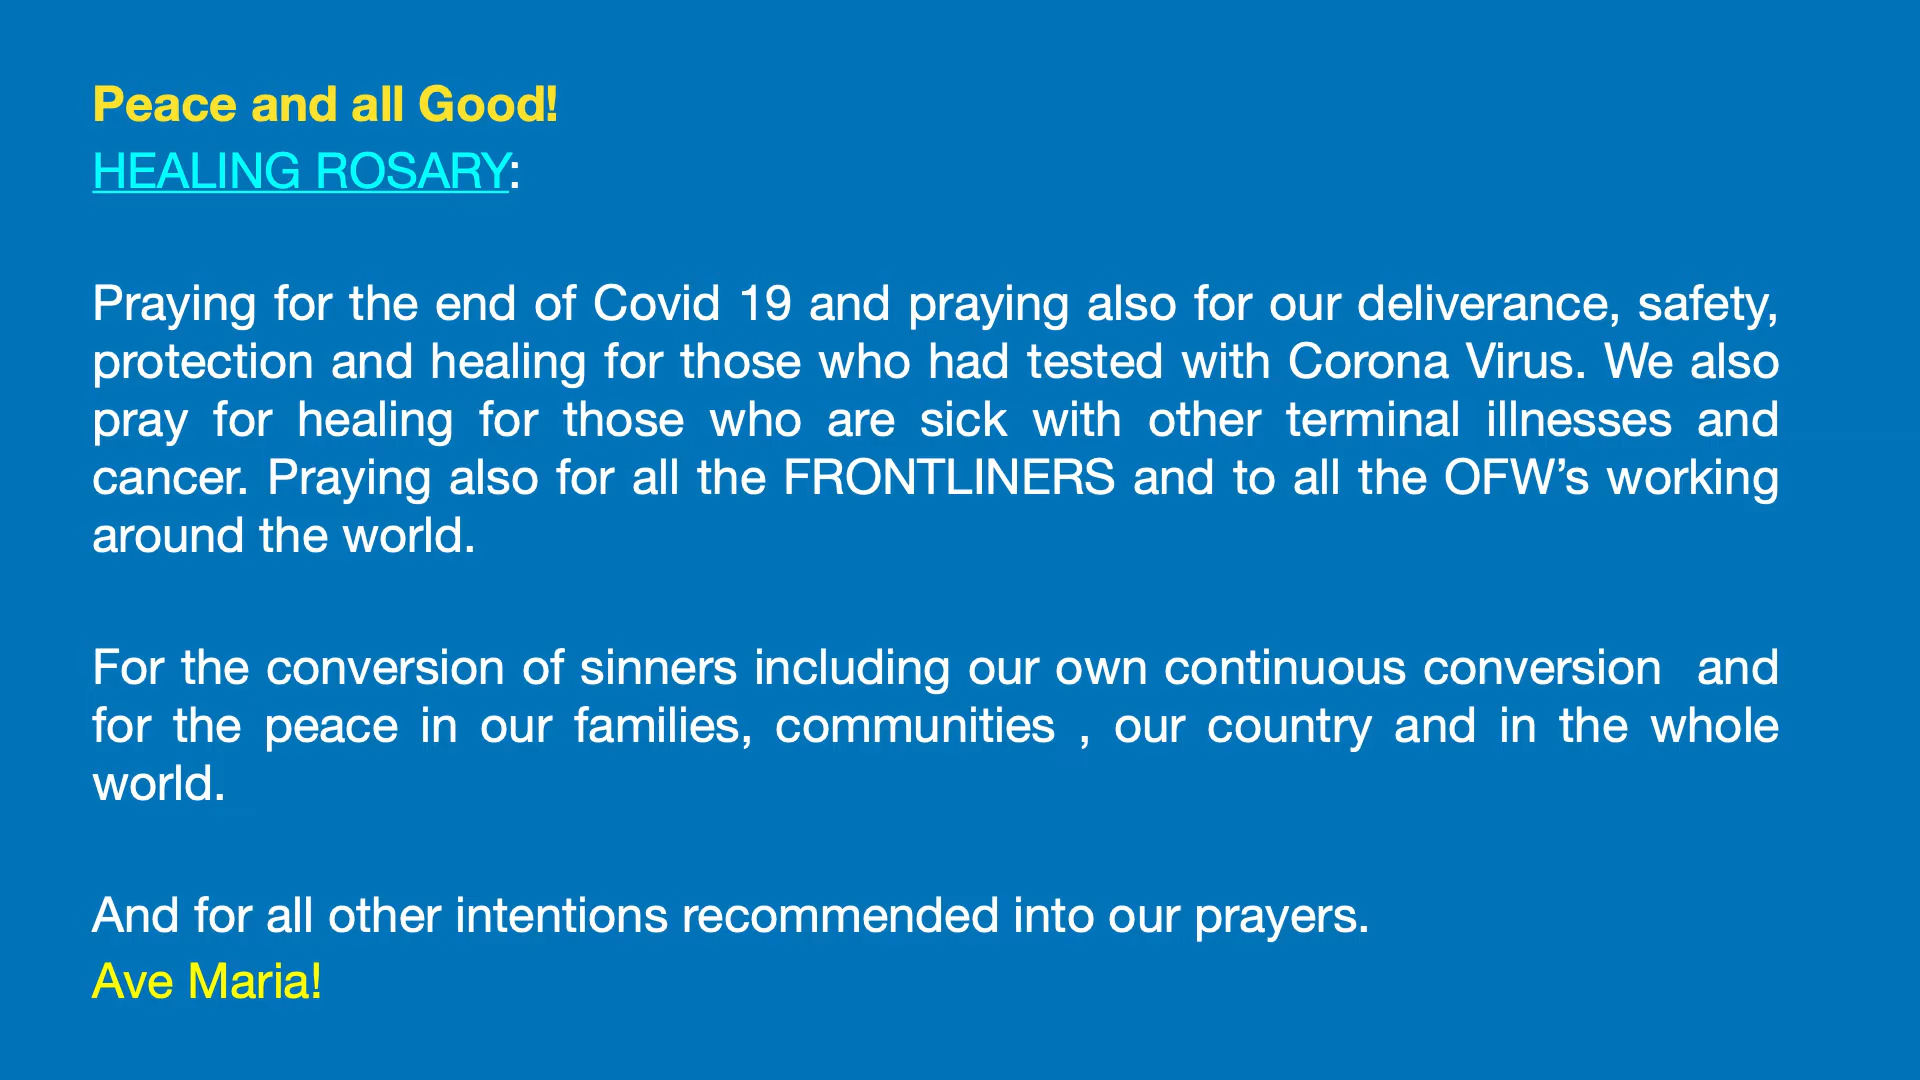 Peace and all Good!
HEALING ROSARY:
Praying for the end of Covid 19 and praying also for our deliverance, safety,
protection and healing for those who had tested with Corona Virus. We also
pray for healing for those who are sick with other terminal illnesses and
cancer. Praying also for all the FRONTLINERS and to all the OFW’s working
around the world.
For the conversion of sinners including our own continuous conversion  and
for the peace in our families, communities , our country and in the whole
world.
And for all other intentions recommended into our prayers.
Ave Maria!